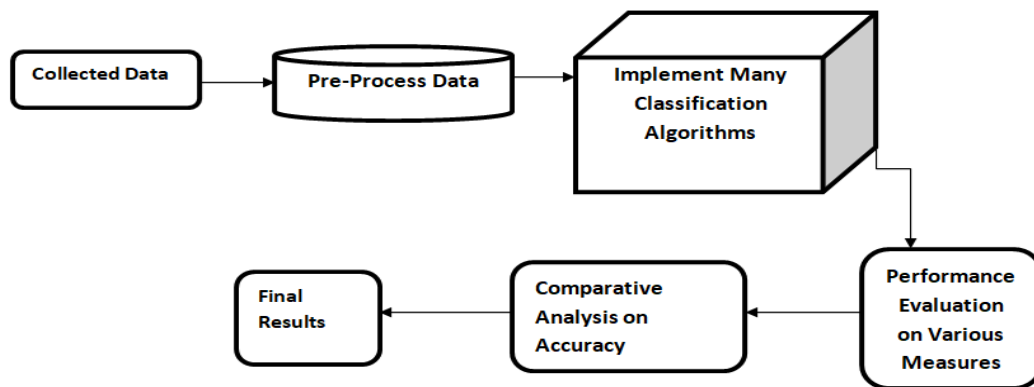 Collected Data
Pre-Process Data
Implement Many
Classification
Algorithms
Performance
Evaluation
on Various
Measures
Comparative
Analysis on
Accuracy
Final
Results